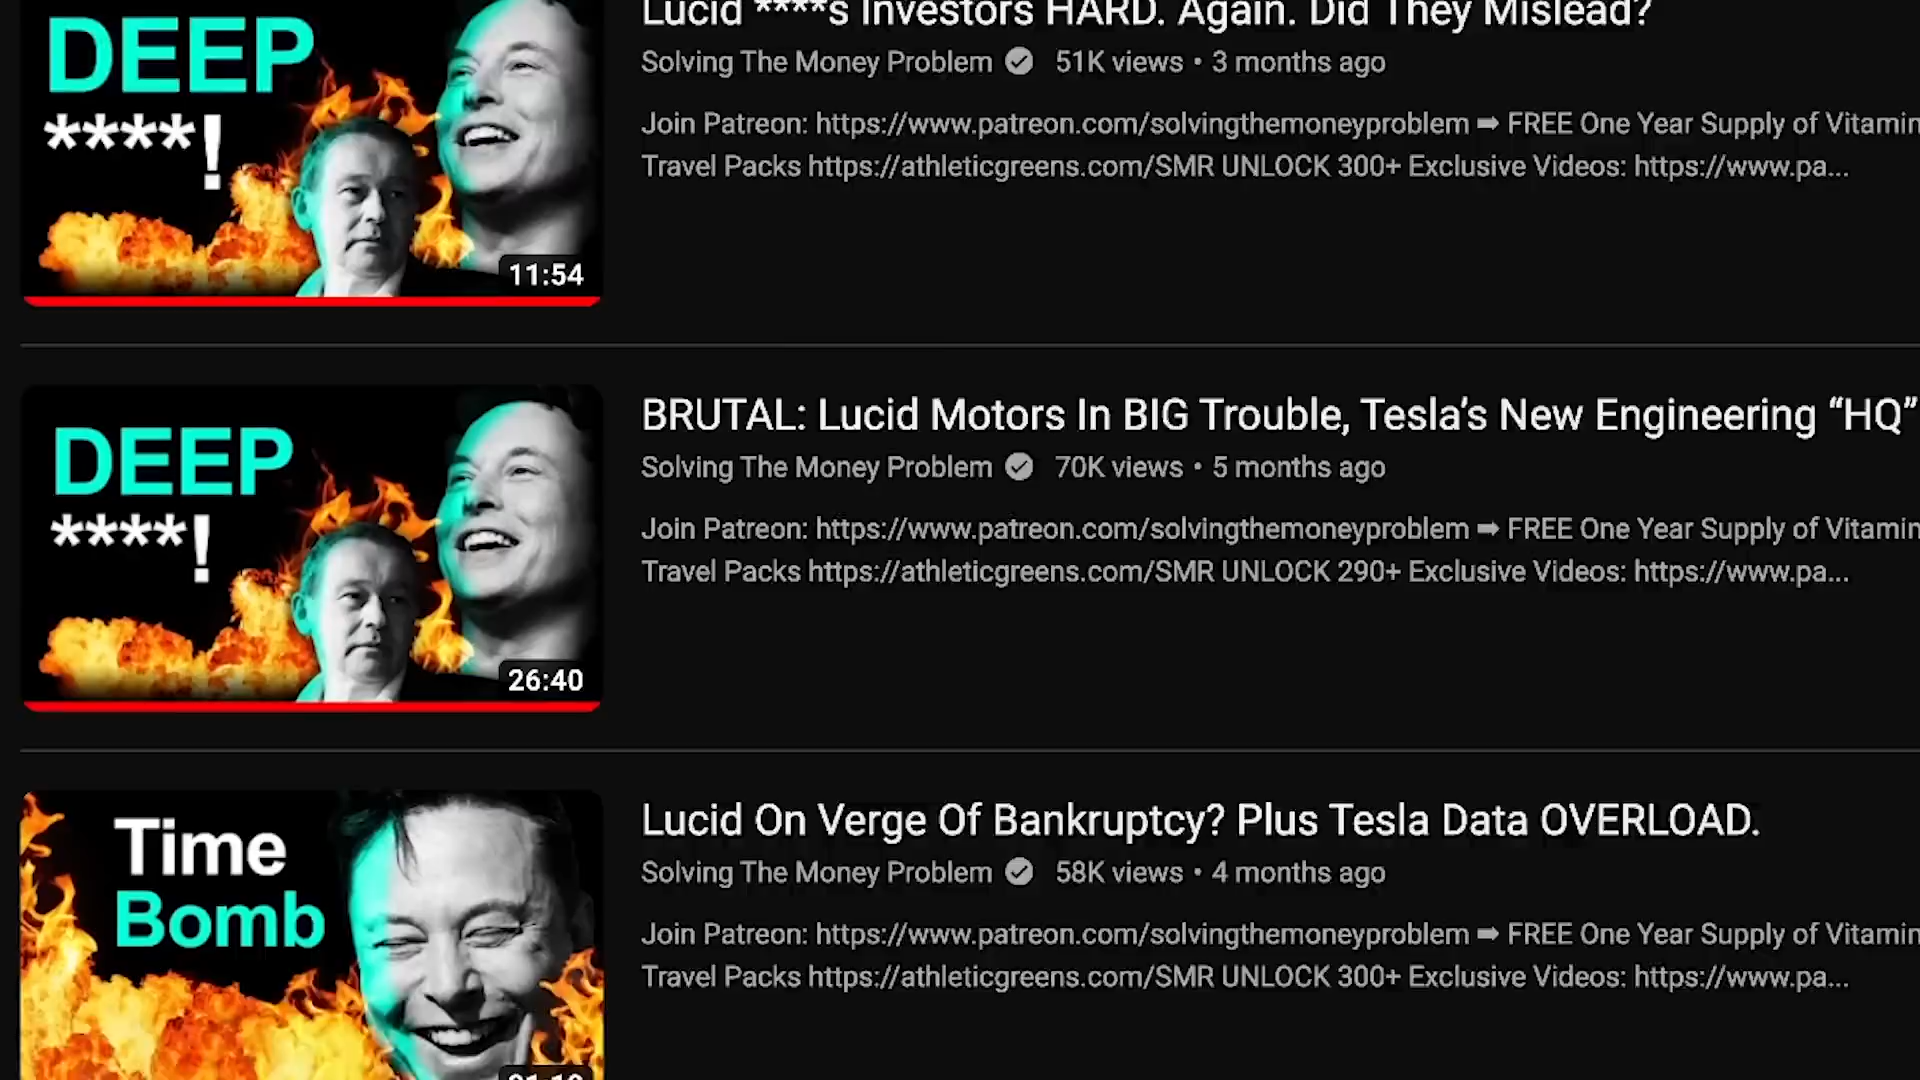 DEEP
****!
11:54
Lucid ****s Investors HARD. Again. Did They Mislead?
Solving The Money Problem 51K views • 3 months ago
Join Patreon: https://www.patreon.com/solvingthemoneyproblem ➡ FREE One Year Supply of Vitamin
Travel Packs https://athleticgreens.com/SMR UNLOCK 300+ Exclusive Videos: https://www.pa...
DEEP
****!
26:40
BRUTAL: Lucid Motors In BIG Trouble, Tesla’s New Engineering “HQ”
Solving The Money Problem 70K views • 5 months ago
Join Patreon: https://www.patreon.com/solvingthemoneyproblem ➡ FREE One Year Supply of Vitamin
Travel Packs https://athleticgreens.com/SMR UNLOCK 290+ Exclusive Videos: https://www.pa...
Time
Bomb
Lucid On Verge Of Bankruptcy? Plus Tesla Data OVERLOAD.
Solving The Money Problem 58K views • 4 months ago
Join Patreon: https://www.patreon.com/solvingthemoneyproblem ➡ FREE One Year Supply of Vitamin
Travel Packs https://athleticgreens.com/SMR UNLOCK 300+ Exclusive Videos: https://www.pa...